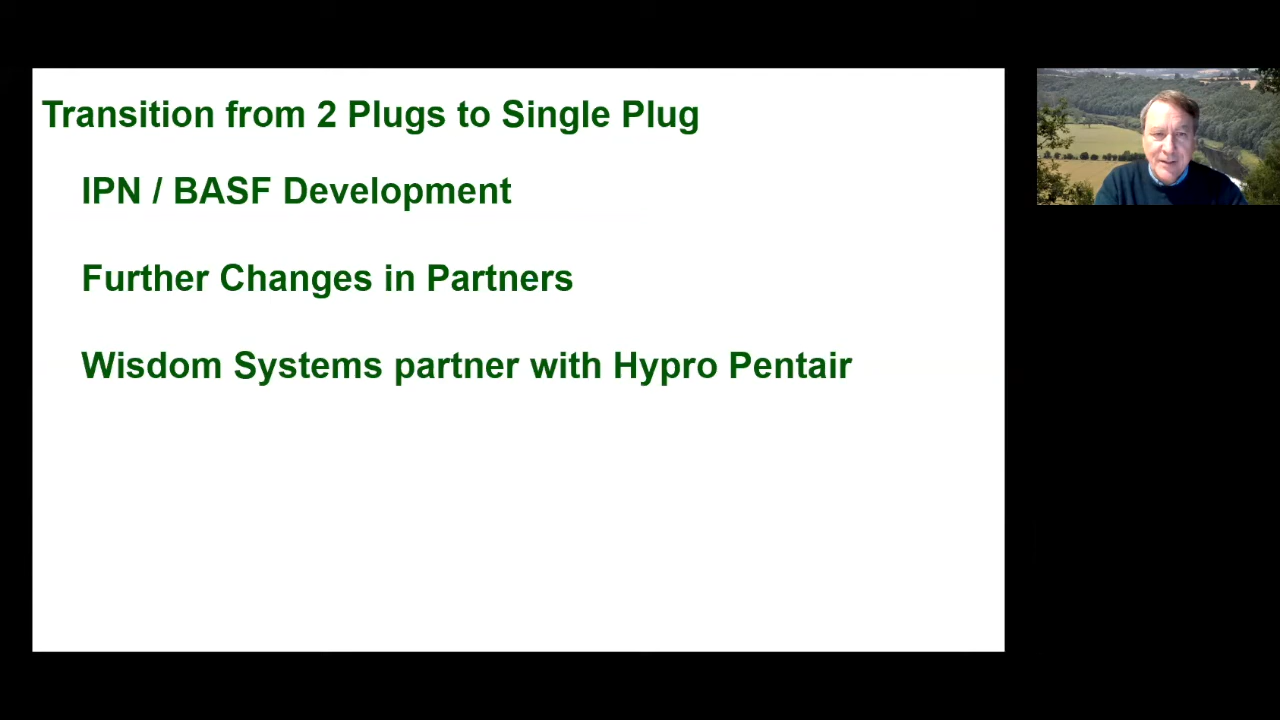 Transition from 2 Plugs to Single Plug
IPN / BASF Development
Further Changes in Partners
Wisdom Systems partner with Hypro Pentair